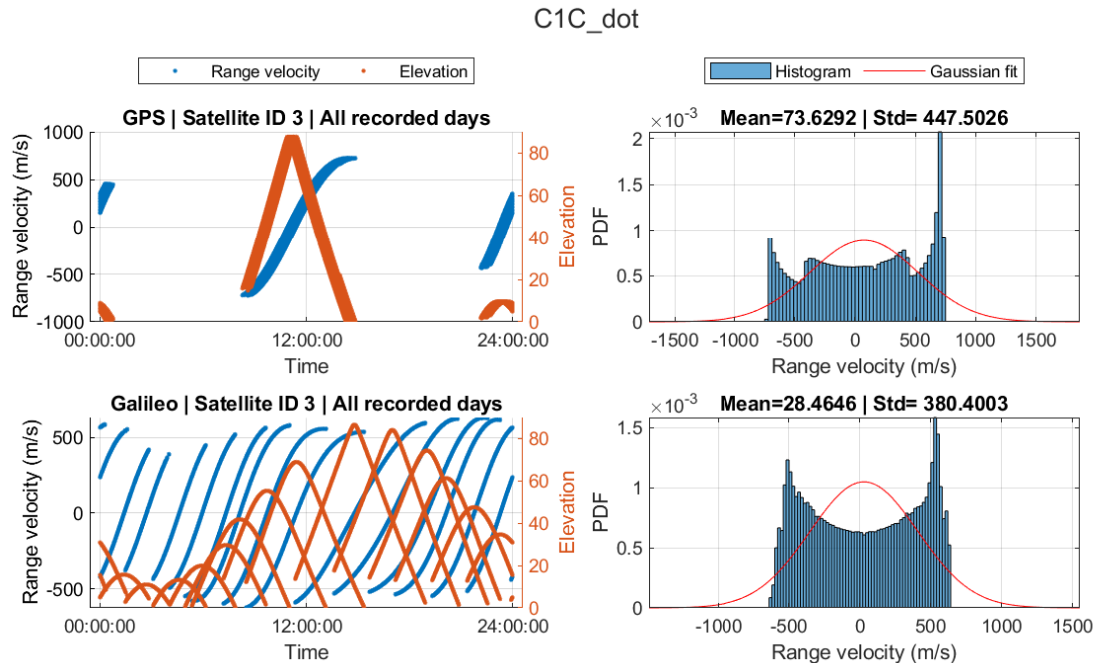 C1C_dot
Range velocity Elevation
Histogram Gaussian fit
GPS | Satellite ID 3 | All recorded days
1000
500
0
-500
-1000
Range velocity (m/s)
80
60
40
20
0
Elevation
00:00:00 12:00:00 24:00:00
Time
Mean=73.6292 | Std= 447.5026
×10⁻³
2
1.5
1
0.5
0
PDF
-1500 -1000 -500 0 500 1000 1500
Range velocity (m/s)
Galileo | Satellite ID 3 | All recorded days
500
0
-500
Range velocity (m/s)
80
60
40
20
0
Elevation
00:00:00 12:00:00 24:00:00
Time
Mean=28.4646 | Std= 380.4003
×10⁻³
1.5
1
0.5
0
PDF
-1000 -500 0 500 1000 1500
Range velocity (m/s)